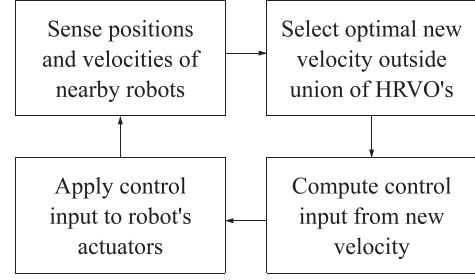 Sense positions
and velocities of
nearby robots
Select optimal new
velocity outside
union of HRVO's
Apply control
input to robot's
actuators
Compute control
input from new
velocity